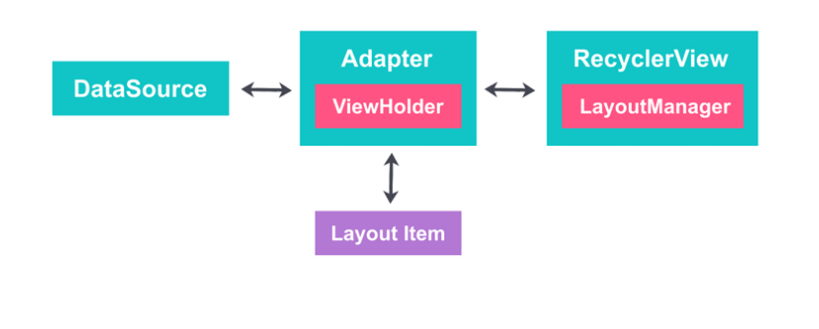 DataSource
Adapter
ViewHolder
RecyclerView
LayoutManager
Layout Item